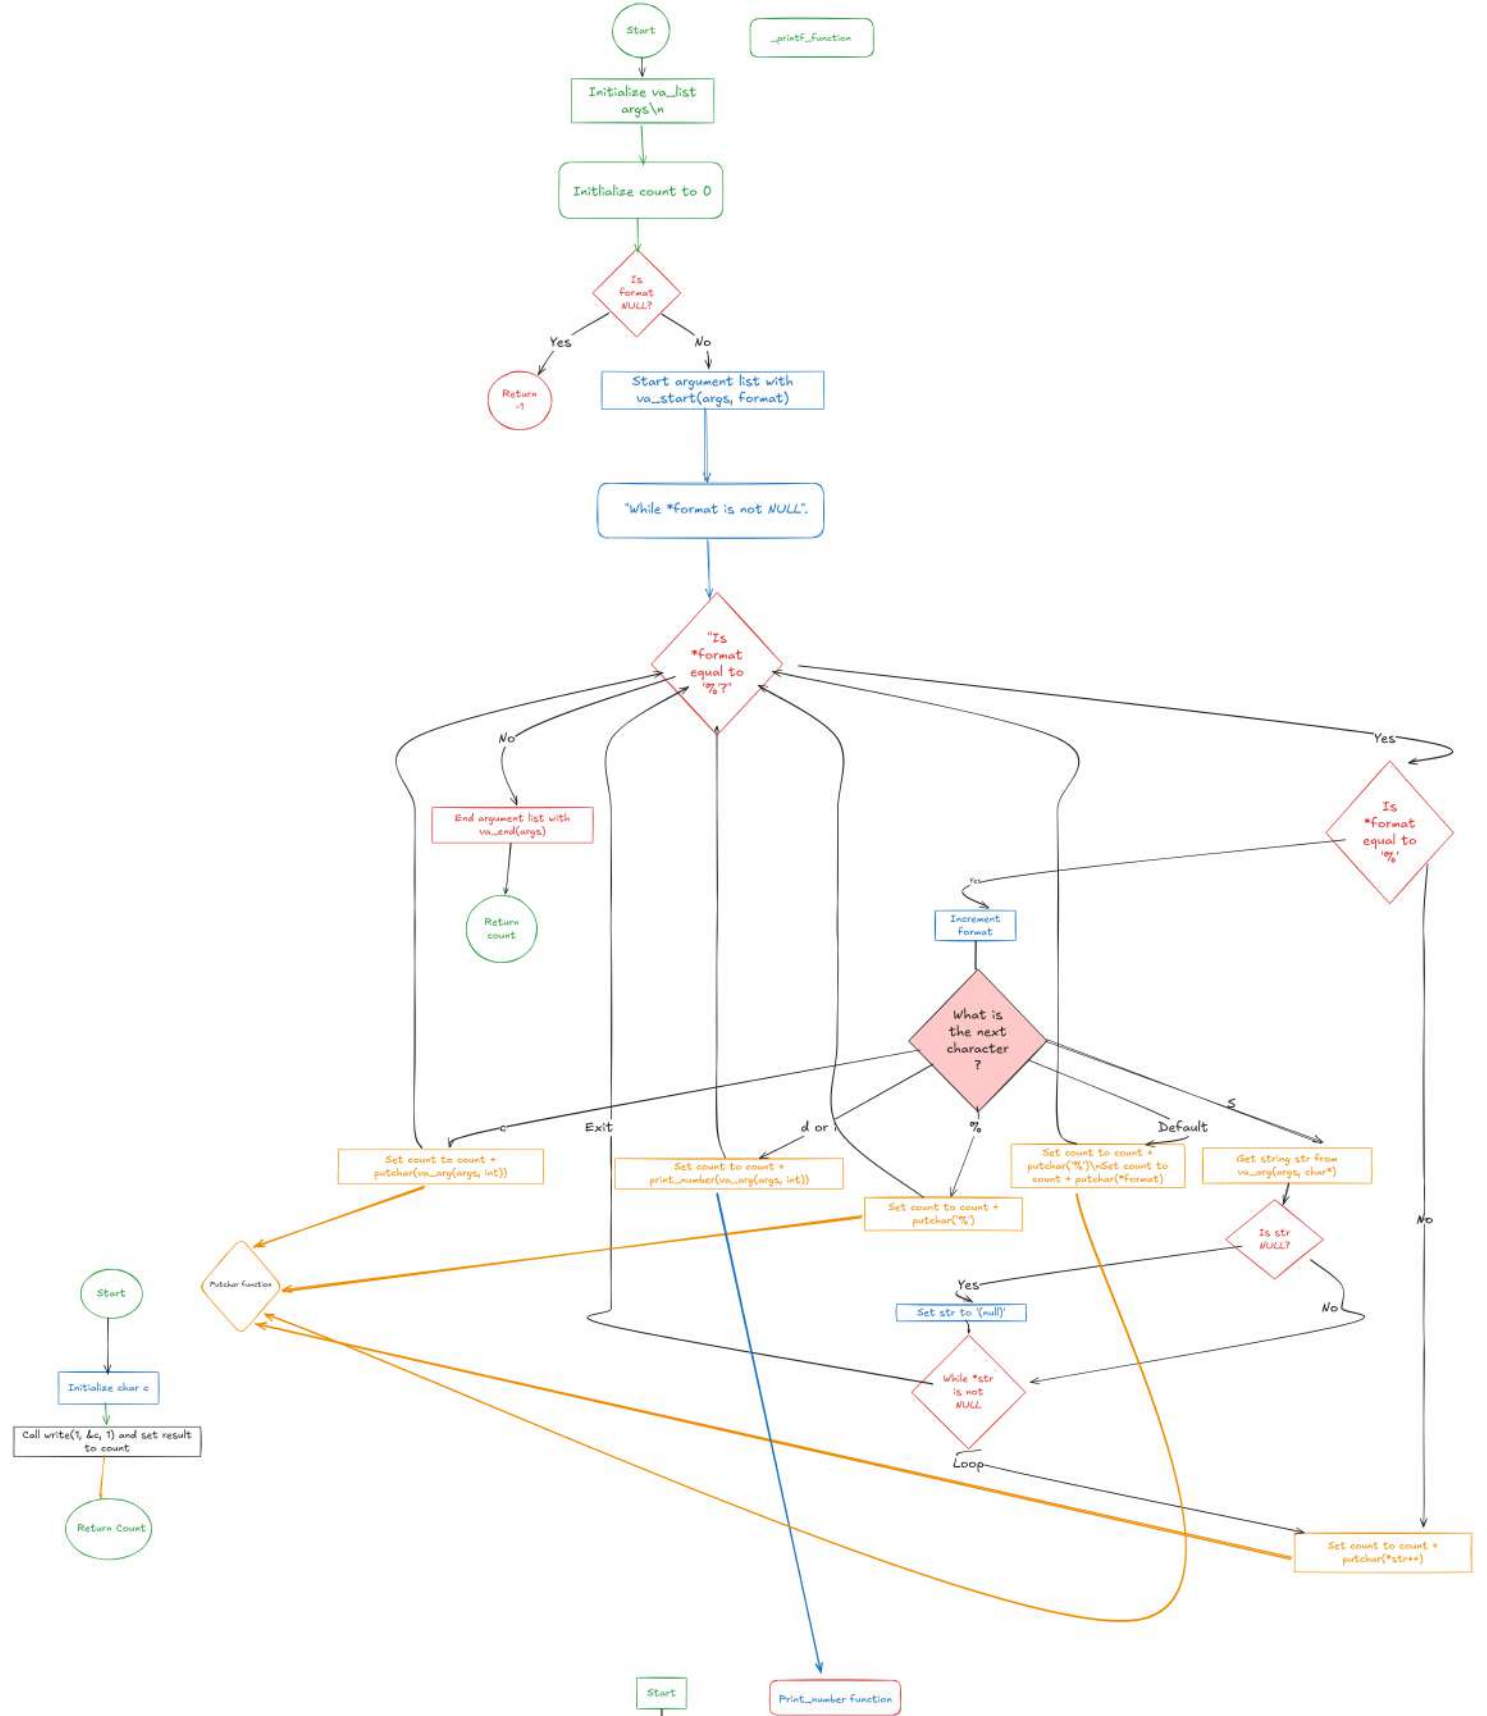 Start
_printf_function
Initialize va_list
args\n
Initlialize count to 0
Is
format
NULL?
Yes
No
Return
-1
Start argument list with
va_start(args, format)
"While *format is not NULL".
"Is
*format
equal to
'%'?"
No
Yes
End argument list with
va_end(args)
Is
*format
equal to
'%'
Yes
Return
count
Increment
format
What is
the next
character
?
c
Exit
d or i
%
Default
S
Set count to count +
putchar(va_arg(args, int))
Set count to count +
print_number(va_arg(args, int))
Set count to count +
putchar('%')
Set count to count +
putchar('%')\nSet count to
count + putchar(*format)
Get string str from
va_arg(args, char*)
No
Is str
NULL?
Yes
No
Set str to '(null)'
While *str
is not
NULL
Loop
Set count to count +
putchar(*str++)
Putchar function
Start
Initialize char c
Call write(1, &c, 1) and set result
to count
Return Count
Start
Print_number function